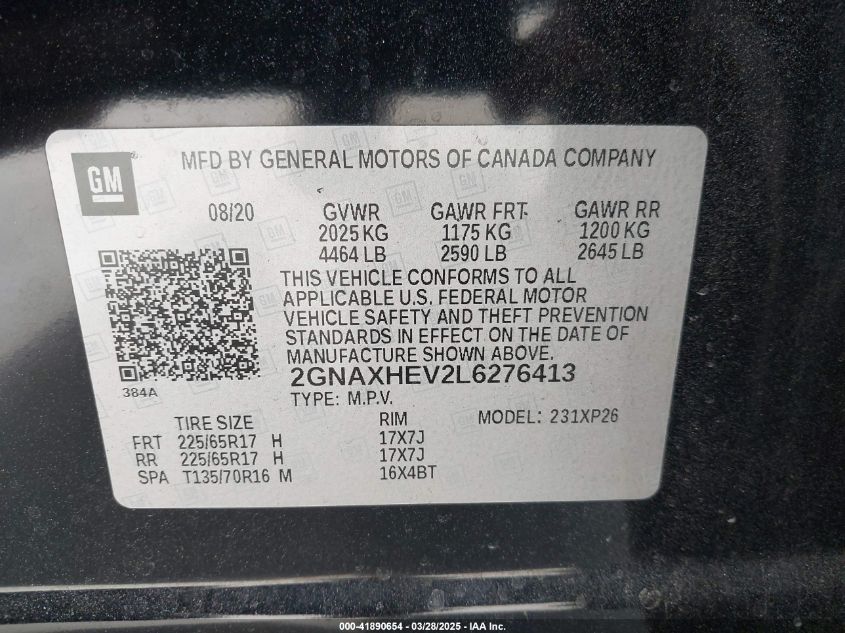 GM
MFD BY GENERAL MOTORS OF CANADA COMPANY
08/20 GVWR GAWR FRT GAWR RR
2025 KG 1175 KG 1200 KG
4464 LB 2590 LB 2645 LB
THIS VEHICLE CONFORMS TO ALL
APPLICABLE U.S. FEDERAL MOTOR
VEHICLE SAFETY AND THEFT PREVENTION
STANDARDS IN EFFECT ON THE DATE OF
MANUFACTURE SHOWN ABOVE.
384A
2GNAXHEV2L6276413
TYPE: M.P.V.
TIRE SIZE RIM MODEL: 231XP26
FRT 225/65R17 H 17X7J
RR 225/65R17 H 17X7J
SPA T135/70R16 M 16X4BT
000-41890654 - 03/28/2025 - IAA Inc.